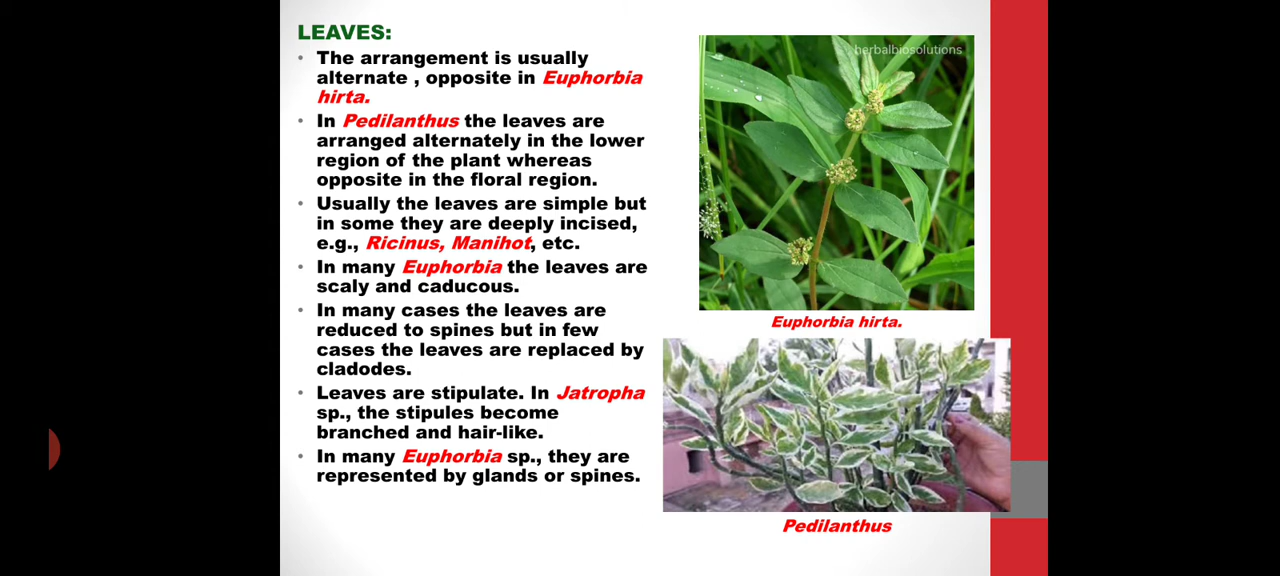 LEAVES:
• The arrangement is usually
alternate , opposite in Euphorbia
hirta.
• In Pedilanthus the leaves are
arranged alternately in the lower
region of the plant whereas
opposite in the floral region.
• Usually the leaves are simple but
in some they are deeply incised,
e.g., Ricinus, Manihot, etc.
• In many Euphorbia the leaves are
scaly and caducous.
• In many cases the leaves are
reduced to spines but in few
cases the leaves are replaced by
cladodes.
• Leaves are stipulate. In Jatropha
sp., the stipules become
branched and hair-like.
• In many Euphorbia sp., they are
represented by glands or spines.
herbalbiosolutions
Euphorbia hirta.
Pedilanthus